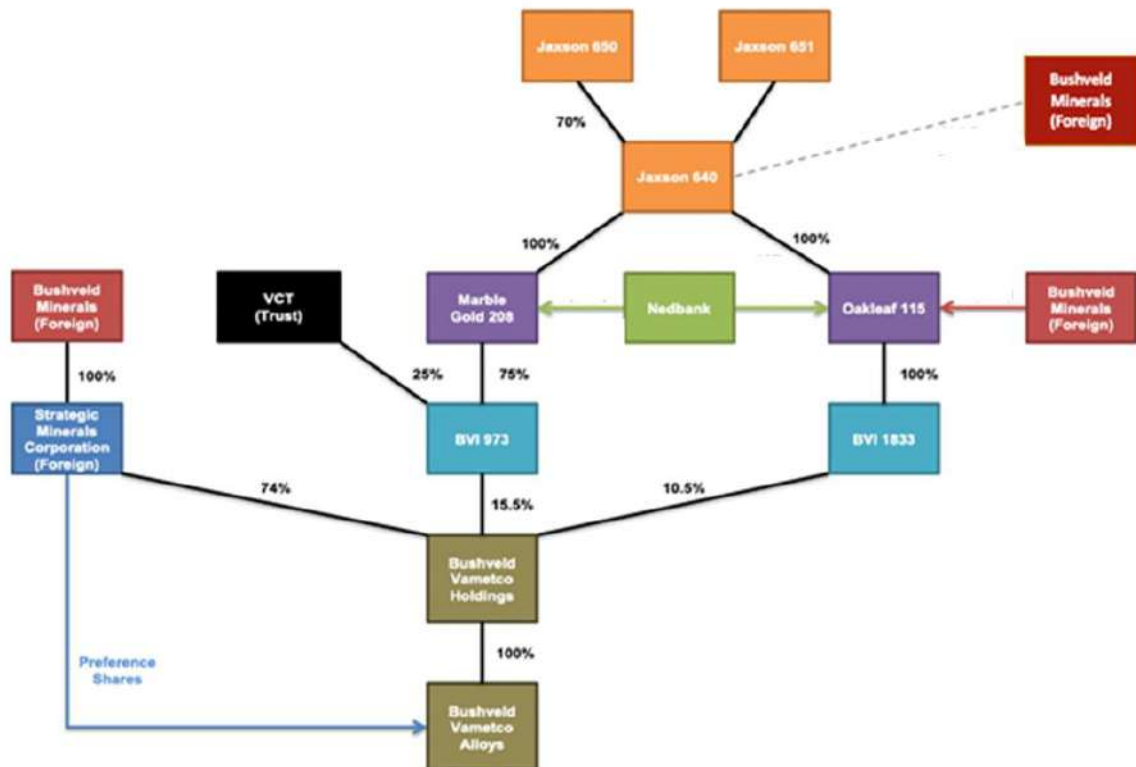 Jaxson 650
Jaxson 651
Bushveld
Minerals
(Foreign)
70%
Jaxson 640
100%
100%
Bushveld
Minerals
(Foreign)
VCT
(Trust)
Marble
Gold 208
Nedbank
Oakleaf 115
Bushveld
Minerals
(Foreign)
100%
25%
75%
100%
Strategic
Minerals
Corporation
(Foreign)
BVI 973
BVI 1833
74%
15.5%
10.5%
Bushveld
Vametco
Holdings
100%
Preference
Shares
Bushveld
Vametco
Alloys